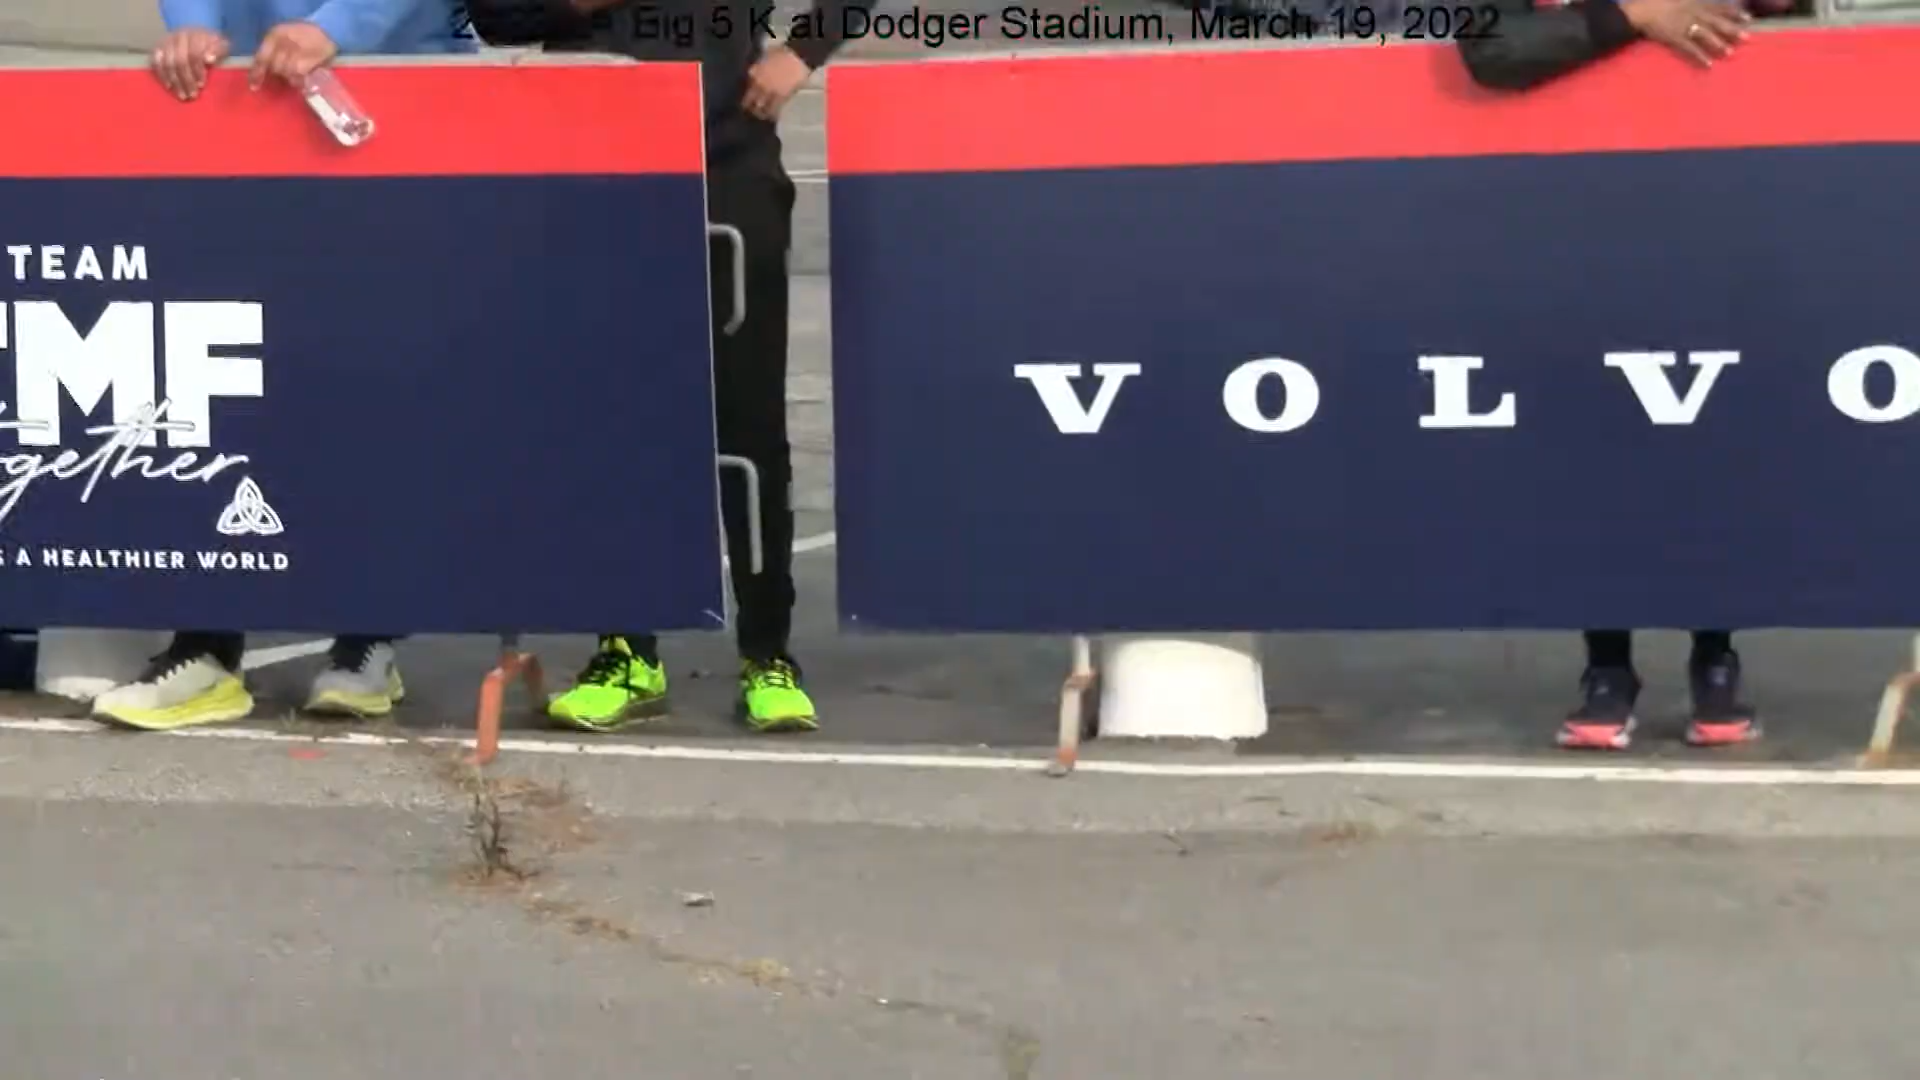 Big 5 K at Dodger Stadium, March 19, 2022
TEAM
MF
gether
A HEALTHIER WORLD
VOLVO